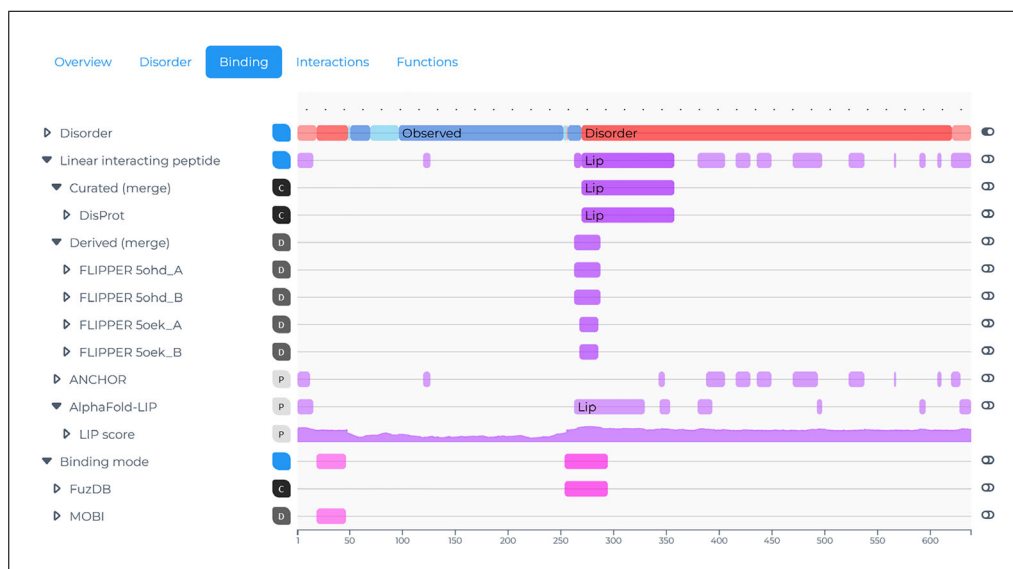 Overview Disorder Binding Interactions Functions
Disorder Observed Disorder
Linear interacting peptide Lip
Curated (merge) C Lip
DisProt C Lip
Derived (merge) D
FLIPPER 5ohd_A D
FLIPPER 5ohd_B D
FLIPPER 5oek_A D
FLIPPER 5oek_B D
ANCHOR P
AlphaFold-LIP P Lip
LIP score P
Binding mode
FuzDB C
MOBI D
1 50 100 150 200 250 300 350 400 450 500 550 600